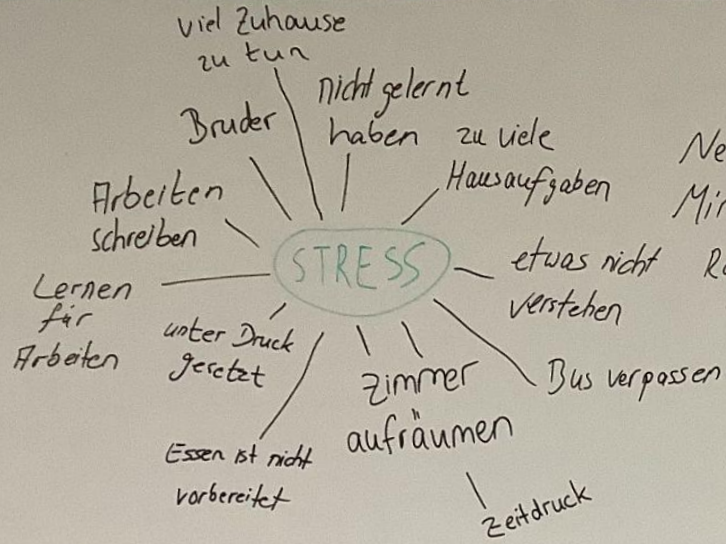 viel Zuhause
zu tun
nicht gelernt
haben
Bruder
zu viele
Hausaufgaben
Arbeiten
schreiben
STRESS
etwas nicht
verstehen
Lernen
für
Arbeiten
unter Druck
gesetzt
Bus verpassen
Zimmer
aufräumen
Essen ist nicht
vorbereitet
Zeitdruck